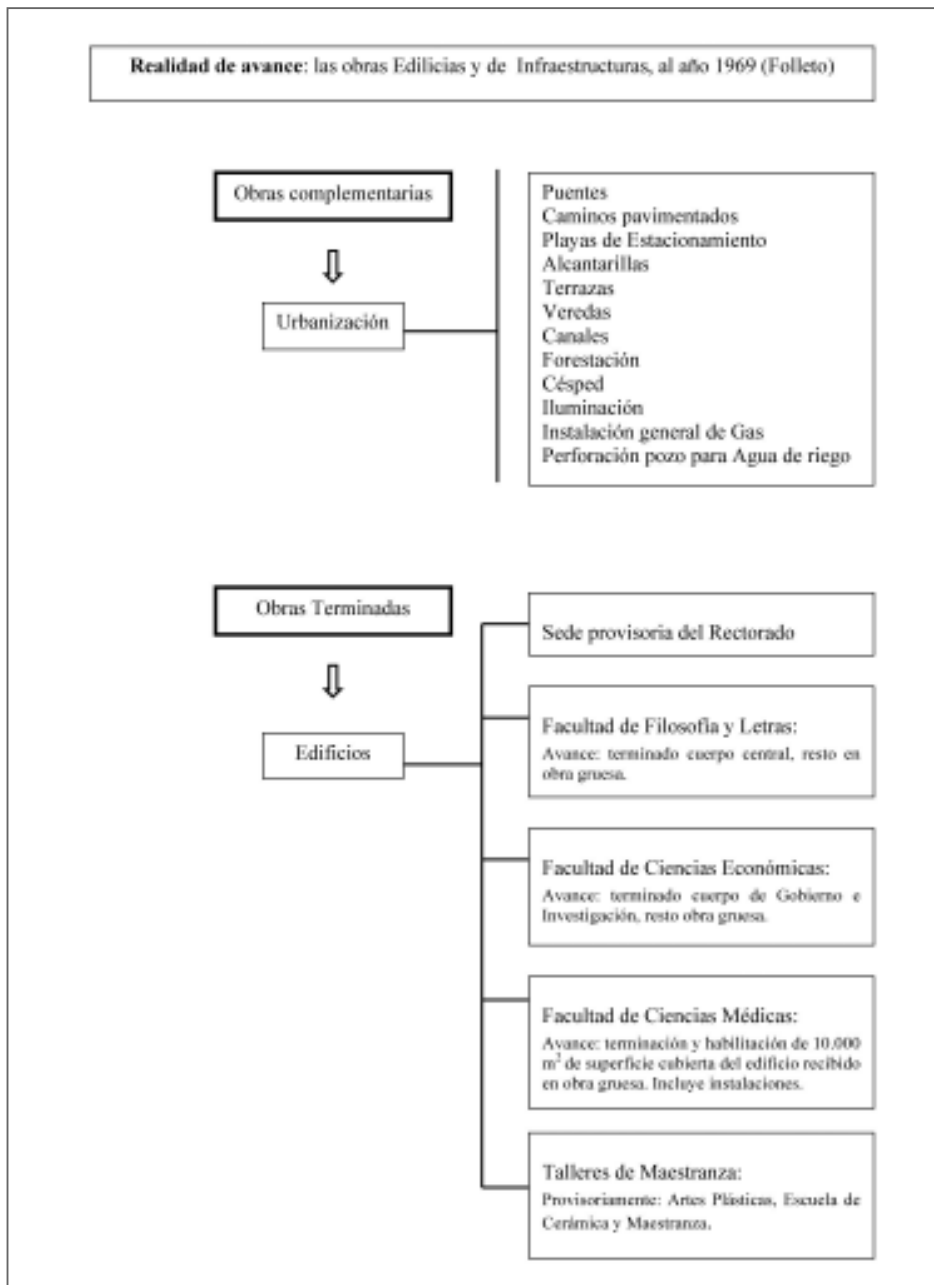 Realidad de avance: las obras Edilicias y de Infraestructuras, al año 1969 (Folleto)
Obras complementarias
Urbanización
Puentes
Caminos pavimentados
Playas de Estacionamiento
Alcantarillas
Terrazas
Veredas
Canales
Forestación
Césped
Iluminación
Instalación general de Gas
Perforación pozo para Agua de riego
Obras Terminadas
Edificios
Sede provisoria del Rectorado
Facultad de Filosofía y Letras:
Avance: terminado cuerpo central, resto en
obra gruesa.
Facultad de Ciencias Económicas:
Avance: terminado cuerpo de Gobierno e
Investigación, resto obra gruesa.
Facultad de Ciencias Médicas:
Avance: terminación y habilitación de 10.000
m² de superficie cubierta del edificio recibido
en obra gruesa. Incluye instalaciones.
Talleres de Maestranza:
Provisoriamente: Artes Plásticas, Escuela de
Cerámica y Maestranza.